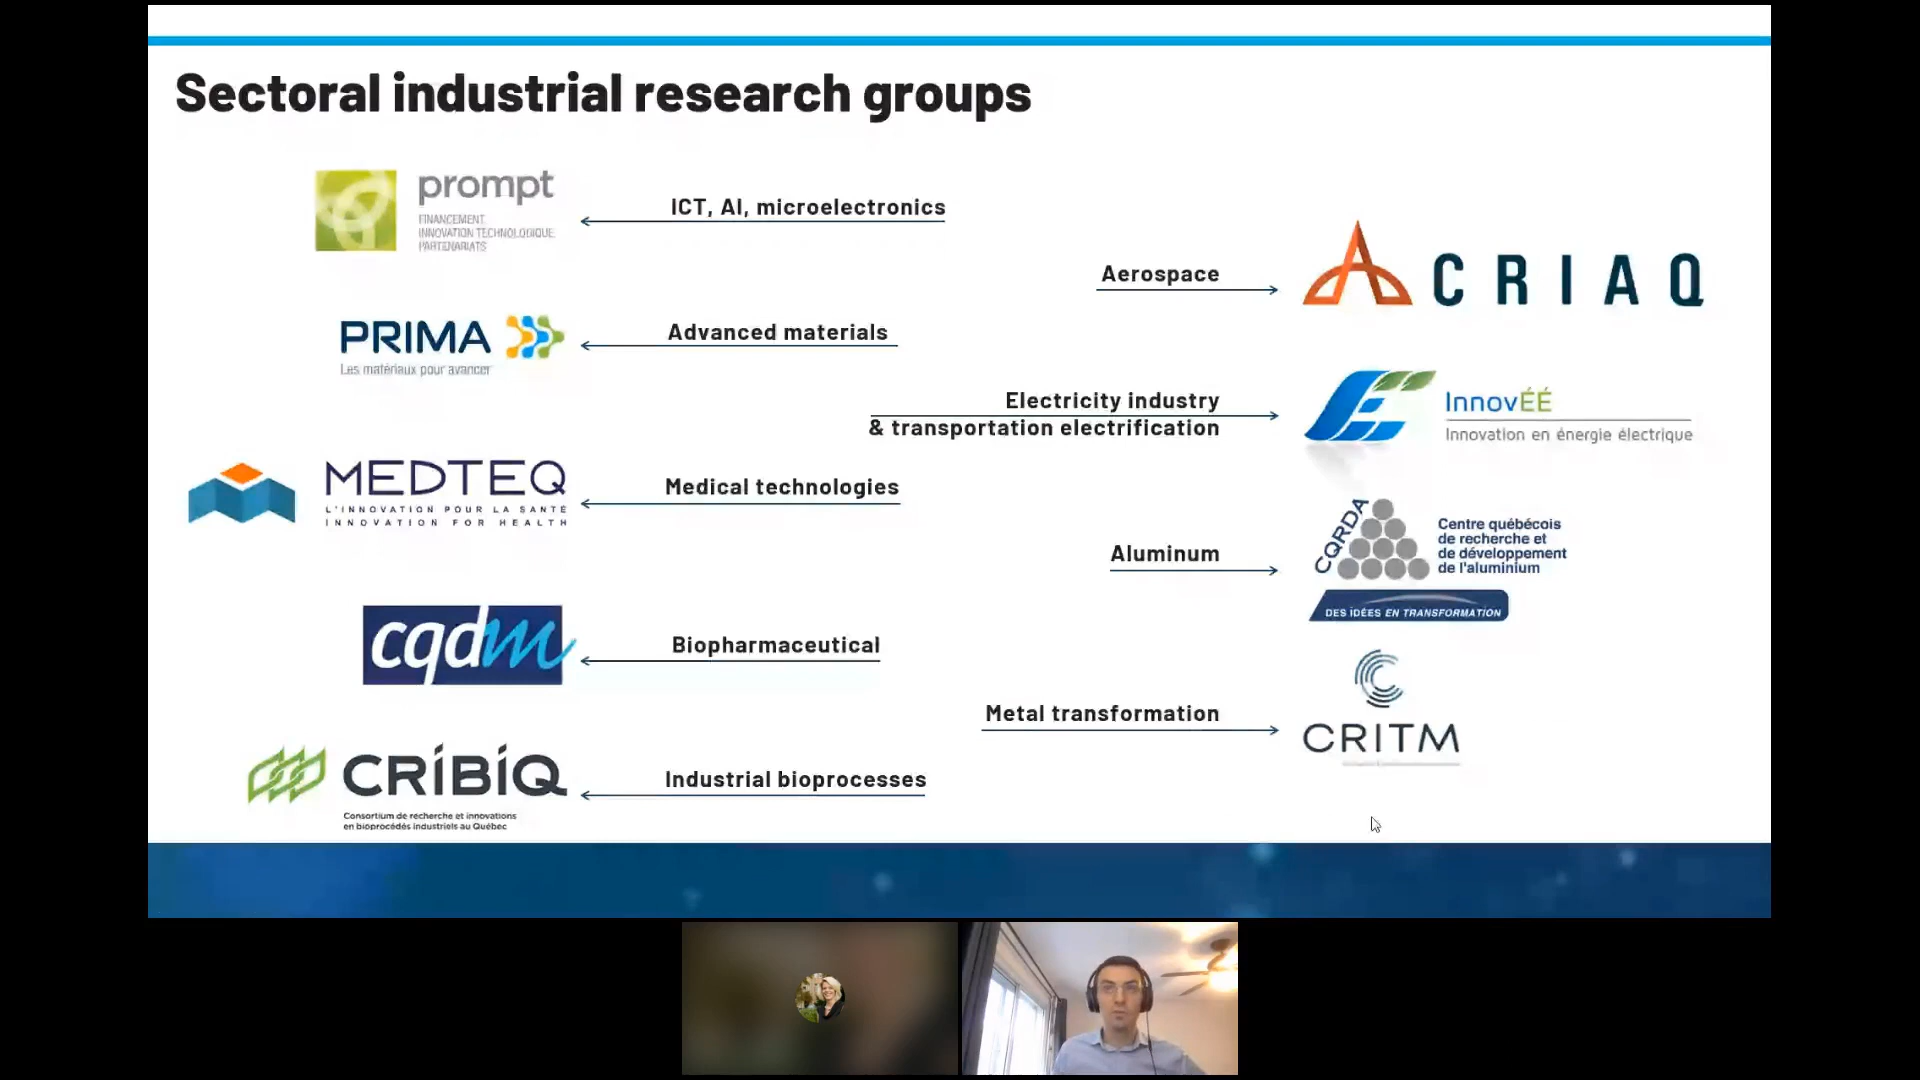 Sectoral industrial research groups
prompt
FINANCEMENT
INNOVATION TECHNOLOGIQUE
PARTENARIATS
ICT, AI, microelectronics
PRIMA
Les matériaux pour avancer
Advanced materials
MEDTEQ
L'INNOVATION POUR LA SANTÉ
INNOVATION FOR HEALTH
Medical technologies
cqdm
Biopharmaceutical
CRIBIQ
Consortium de recherche et innovations
en bioprocédés industriels au Québec
Industrial bioprocesses
Aerospace
CRIAQ
Electricity industry
& transportation electrification
InnovÉÉ
Innovation en énergie électrique
Aluminum
CQRDA
Centre québécois
de recherche et
de développement
de l'aluminium
DES IDÉES EN TRANSFORMATION
Metal transformation
CRITM